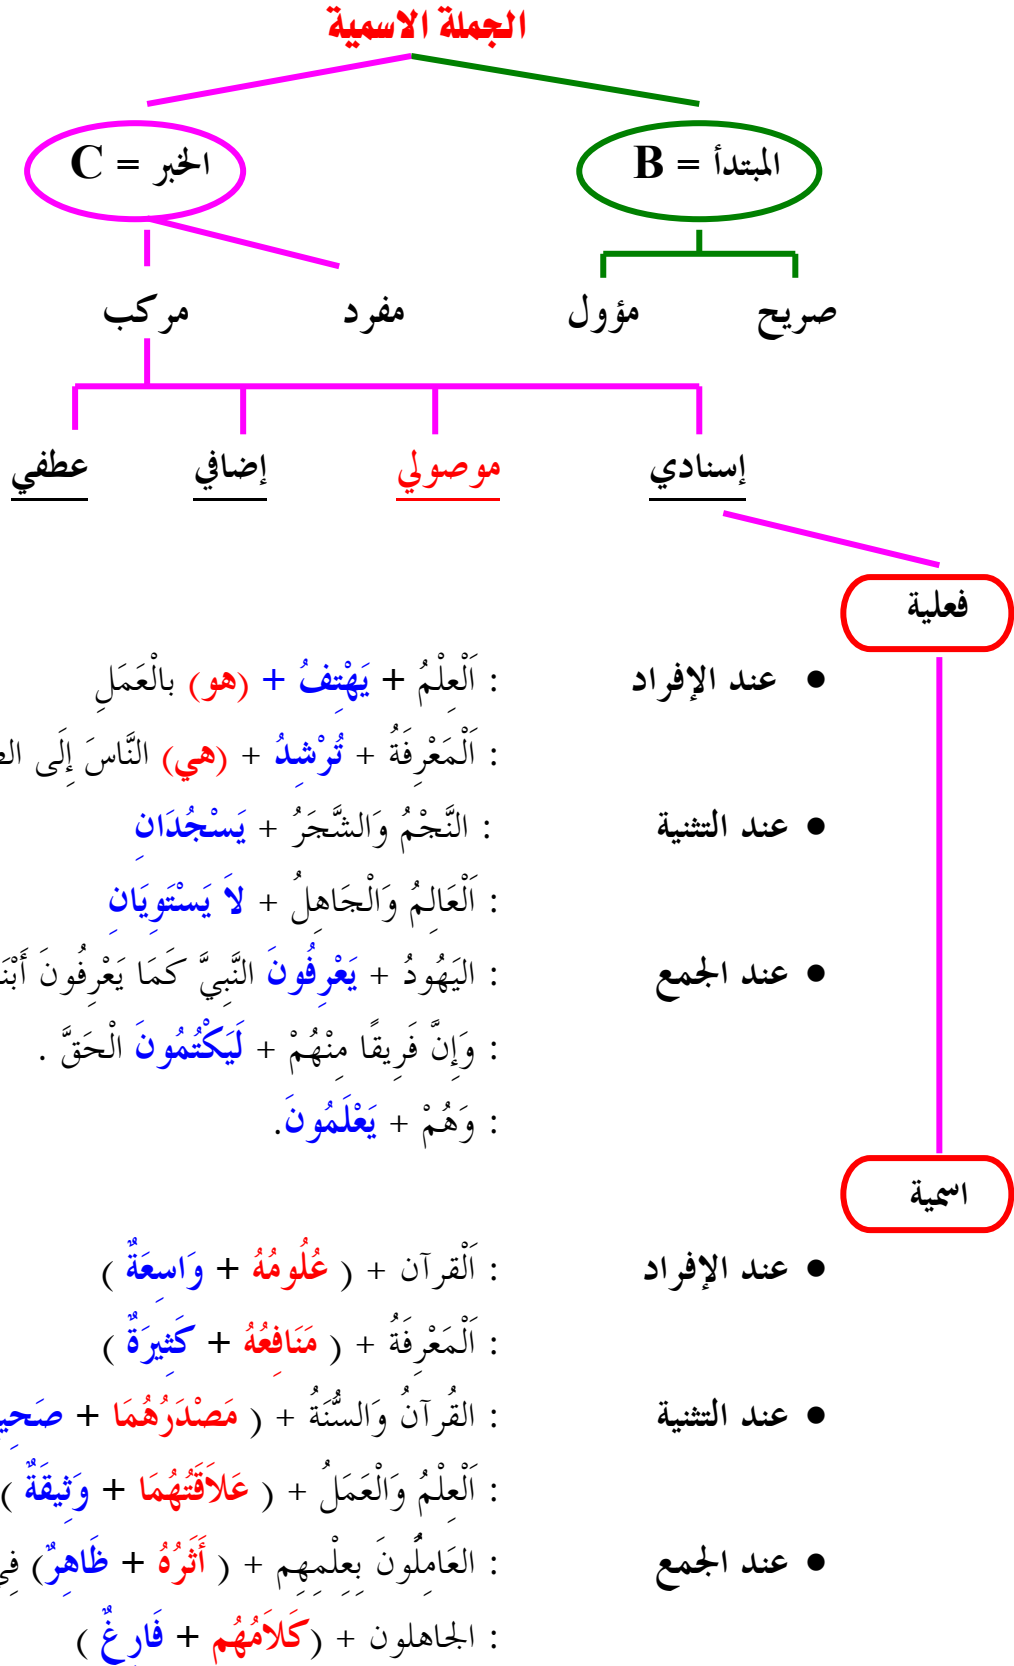 الجملة الاسمية
المبتدأ = B
الخبر = C
صريح
مؤول
مفرد
مركب
إسنادي
موصولي
إضافي
عطفي
فعلية
● عند الإفراد : اَلْعِلْمُ + يَهْتِفُ + (هو) بالْعَمَلِ
: اَلْمَعْرِفَةُ + تُرْشِدُ + (هي) النَّاسَ إِلَى
● عند التثنية : النَّجْمُ وَالشَّجَرُ + يَسْجُدَانِ
: اَلْعَالِمُ وَالْجَاهِلُ + لاَ يَسْتَوِيَانِ
● عند الجمع : اليَهُودُ + يَعْرِفُونَ النَّبِيَّ كَمَا يَعْرِفُونَ
: وَإِنَّ فَرِيقًا مِنْهُمْ + لَيَكْتُمُونَ الْحَقَّ .
: وَهُمْ + يَعْلَمُونَ.
اسمية
● عند الإفراد : اَلْقرآن + ( عُلُومُهُ + وَاسِعَةٌ )
: اَلْمَعْرِفَةُ + ( مَنَافِعُهُ + كَثِيرَةٌ )
● عند التثنية : القُرآنُ وَالسُّنَةُ + ( مَصْدَرُهُمَا +
: اَلْعِلْمُ وَالْعَمَلُ + ( عَلاَقَتُهُمَا + وَثِيقَةٌ )
● عند الجمع : العَامِلُونَ بِعِلْمِهِم + ( أَثَرُهُ + ظَاهِرٌ) فِي
: الجاهلون + (كَلاَمُهُم + فَارِغٌ )